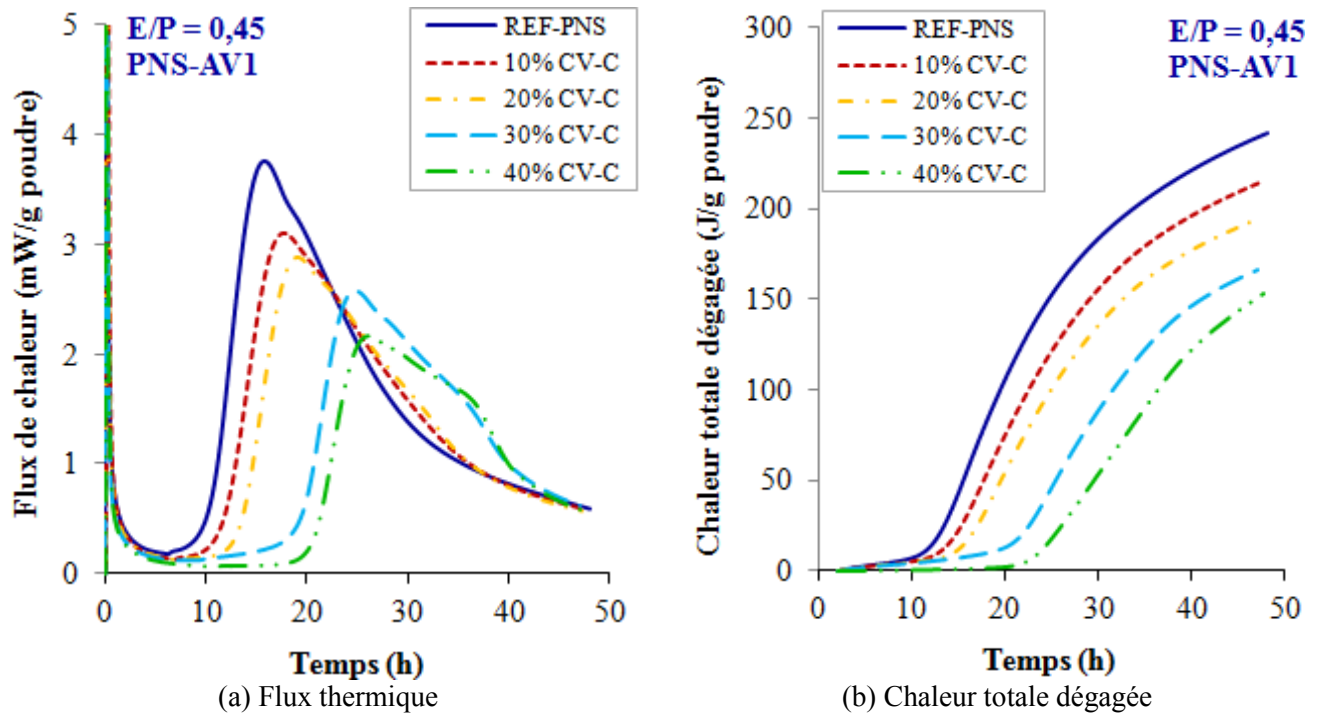 E/P = 0,45
PNS-AV1
REF-PNS
10% CV-C
20% CV-C
30% CV-C
40% CV-C
Flux de chaleur (mW/g poudre)
5
4
3
2
1
0
0
10
20
30
40
50
Temps (h)
(a) Flux thermique
E/P = 0,45
PNS-AV1
REF-PNS
10% CV-C
20% CV-C
30% CV-C
40% CV-C
Chaleur totale dégagée (J/g poudre)
300
250
200
150
100
50
0
0
10
20
30
40
50
Temps (h)
(b) Chaleur totale dégagée